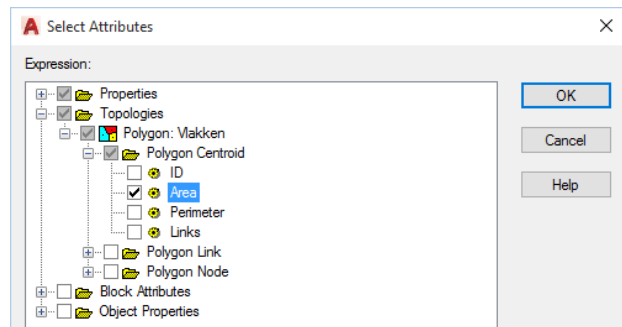 Select Attributes
Expression:
Properties
Topologies
Polygon: Vlakken
Polygon Centroid
ID
Area
Perimeter
Links
Polygon Link
Polygon Node
Block Attributes
Object Properties
OK
Cancel
Help